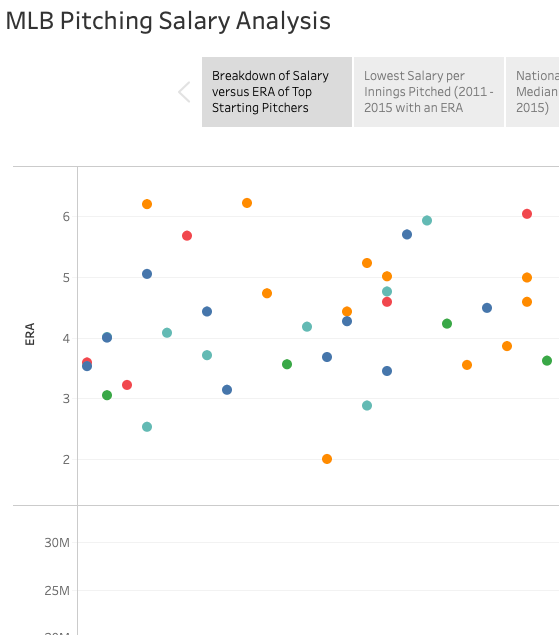 MLB Pitching Salary Analysis
Breakdown of Salary
versus ERA of Top
Starting Pitchers
Lowest Salary per
Innings Pitched (2011 -
2015 with an ERA
Nationa
Median
2015)
6
5
ERA
4
3
2
30M
25M